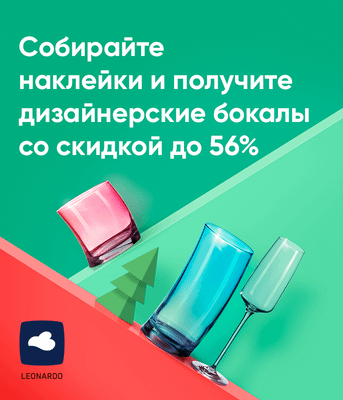 Собирайте
наклейки и получите
дизайнерские бокалы
со скидкой до 56%
LEONARDO